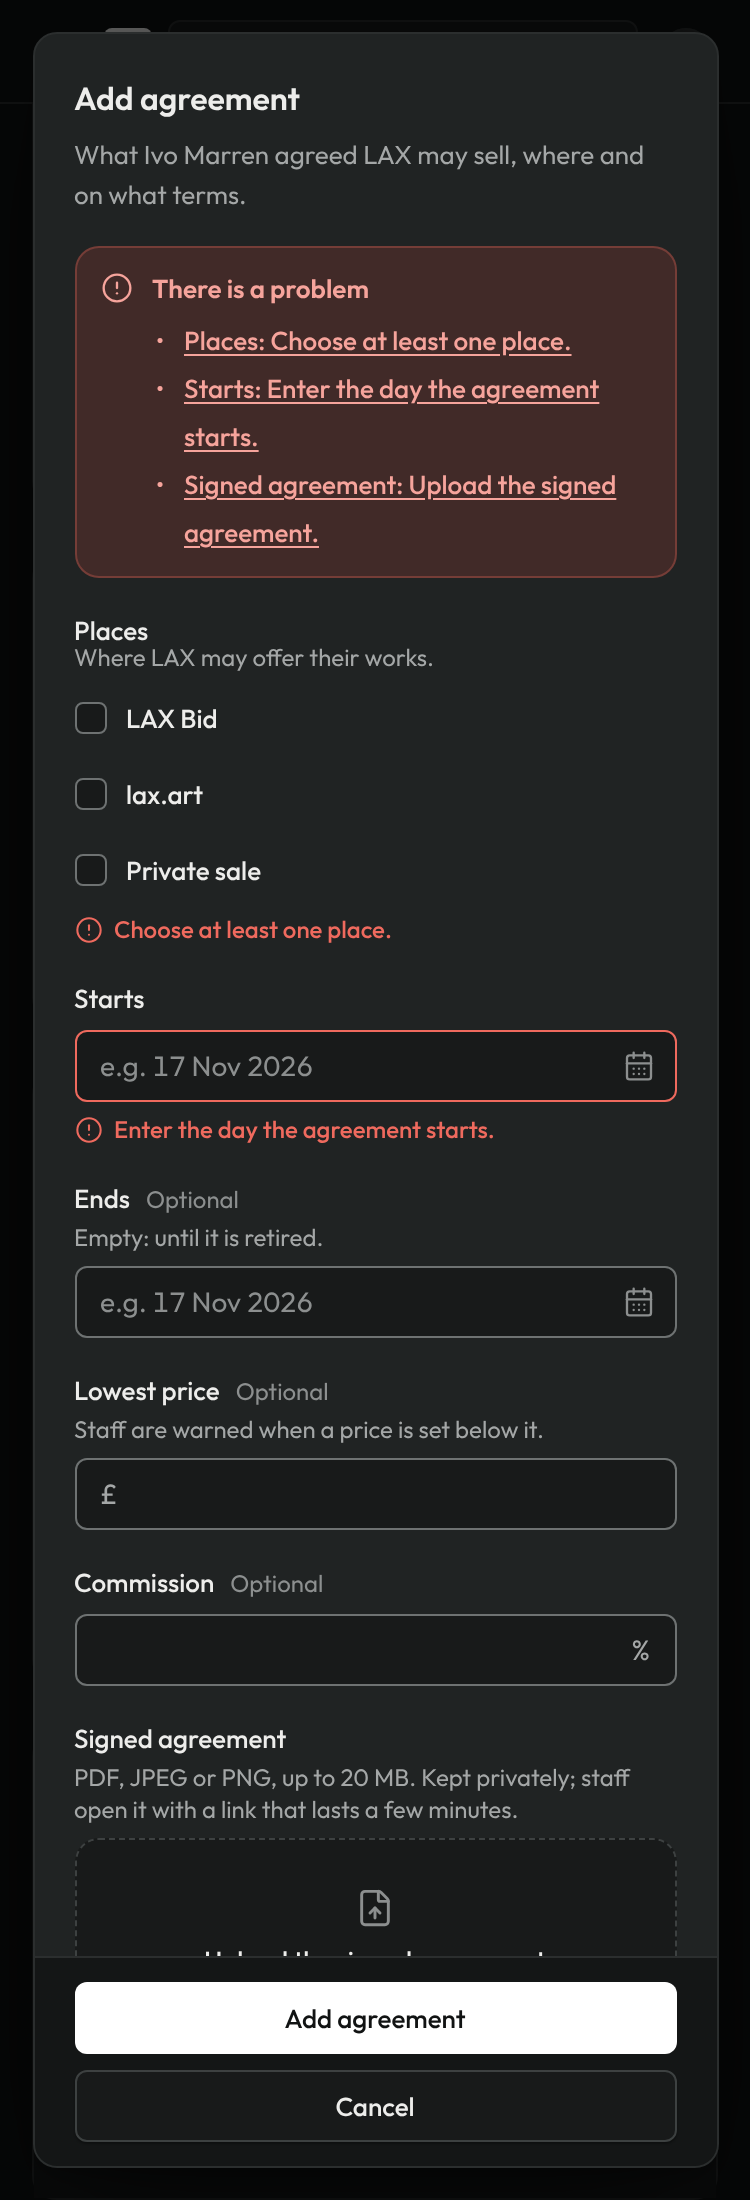 Add agreement
What Ivo Marren agreed LAX may sell, where and
on what terms.
There is a problem
• Places: Choose at least one place.
• Starts: Enter the day the agreement
starts.
• Signed agreement: Upload the signed
agreement.
Places
Where LAX may offer their works.
LAX Bid
lax.art
Private sale
Choose at least one place.
Starts
e.g. 17 Nov 2026
Enter the day the agreement starts.
Ends Optional
Empty: until it is retired.
e.g. 17 Nov 2026
Lowest price Optional
Staff are warned when a price is set below it.
£
Commission Optional
%
Signed agreement
PDF, JPEG or PNG, up to 20 MB. Kept privately; staff
open it with a link that lasts a few minutes.
Add agreement
Cancel